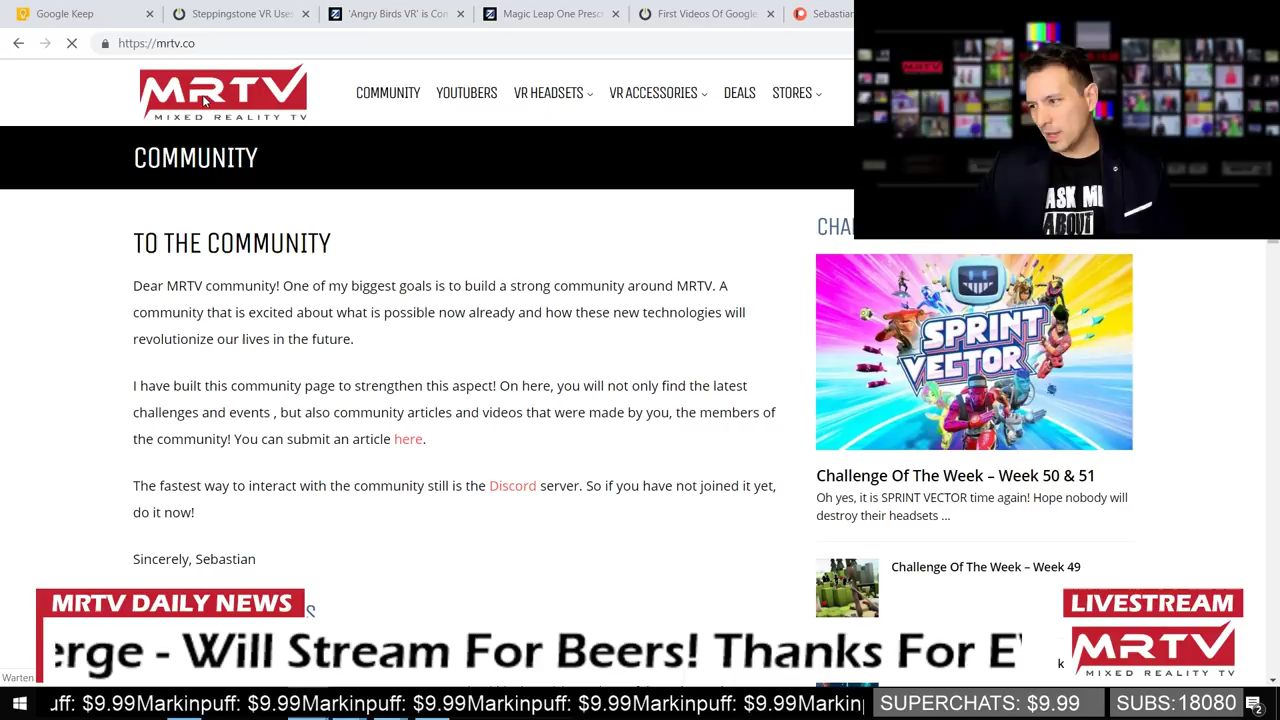 Google Keep
Steppingstone VR Uses
'Angry Birds VR' is Con
Magic Leap One Prescr
First Videos Of Google
Sebastian
https://mrtv.co
MRTV
MIXED REALITY TV
COMMUNITY
YOUTUBERS
VR HEADSETS
VR ACCESSORIES
DEALS
STORES
MRTV
ASK ME
ABOUT
COMMUNITY
TO THE COMMUNITY
Dear MRTV community! One of my biggest goals is to build a strong community around MRTV. A
community that is excited about what is possible now already and how these new technologies will
revolutionize our lives in the future.
I have built this community page to strengthen this aspect! On here, you will not only find the latest
challenges and events , but also community articles and videos that were made by you, the members of
the community! You can submit an article here.
The fastest way to interact with the community still is the Discord server. So if you have not joined it yet,
do it now!
Sincerely, Sebastian
CHA
SPRINT
VECTOR
Challenge Of The Week – Week 50 & 51
Oh yes, it is SPRINT VECTOR time again! Hope nobody will
destroy their headsets ...
Challenge Of The Week – Week 49
S
k
MRTV DAILY NEWS
erge - Will Stream For Beers! Thanks For E
LIVESTREAM
MRTV
MIXED REALITY TV
Warten
uff: $9.99Markinpuff: $9.99Markinpuff: $9.99Markinpuff: $9.99Markinpuff: $9.99Markinp
SUPERCHATS: $9.99
SUBS:18080
2